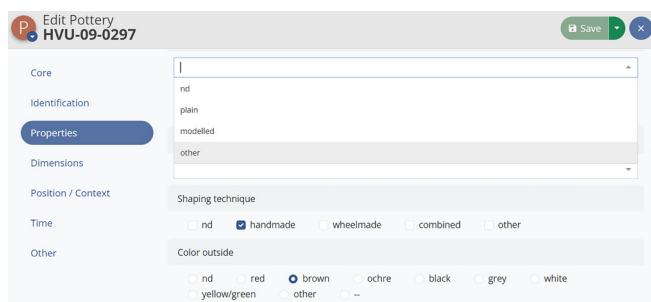 P Edit Pottery
HVU-09-0297
Save
Core
Identification
Properties
Dimensions
Position / Context
Time
Other
nd
plain
modelled
other
Shaping technique
nd handmade wheelmade combined other
Color outside
nd red brown ochre black grey white
yellow/green other --